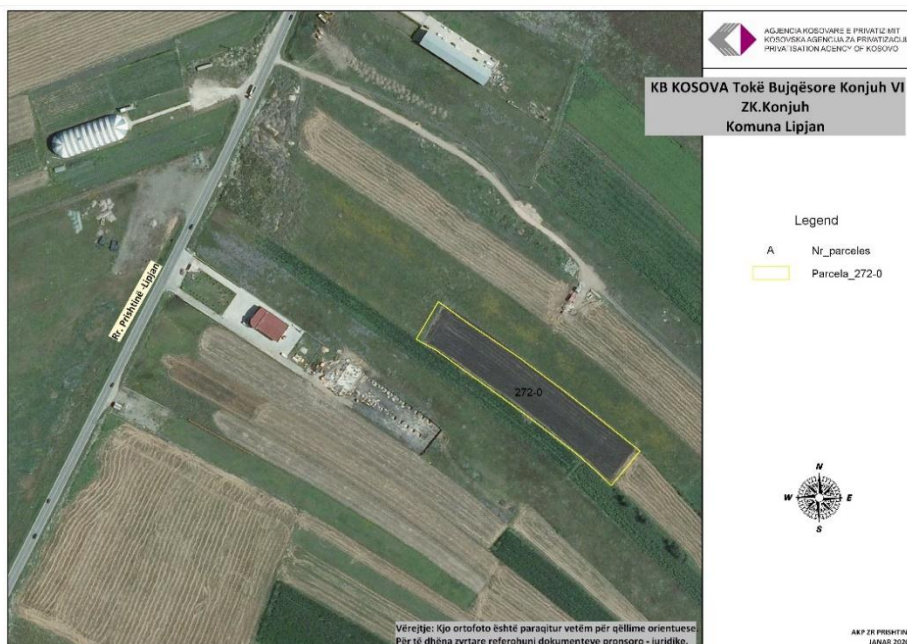 AGJENCIA KOSOVARE E PRIVATIZIMIT
KOSOVSKA AGENCIJA ZA PRIVATIZACIJU
PRIVATISATION AGENCY OF KOSOVO
KB KOSOVA Tokë Bujqësore Konjuh VI
ZK.Konjuh
Komuna Lipjan
Legend
A Nr_parceles
Parcela_272-0
Rr. Prishtinë -Lipjan
272-0
N
W E
S
Vërejtje: Kjo ortofoto është paraqitur vetëm për qëllime orientuese.
Për të dhëna zyrtare referohuni dokumenteve pronsoro - juridike.
AKP ZR PRISHTIN
JANAR 2020